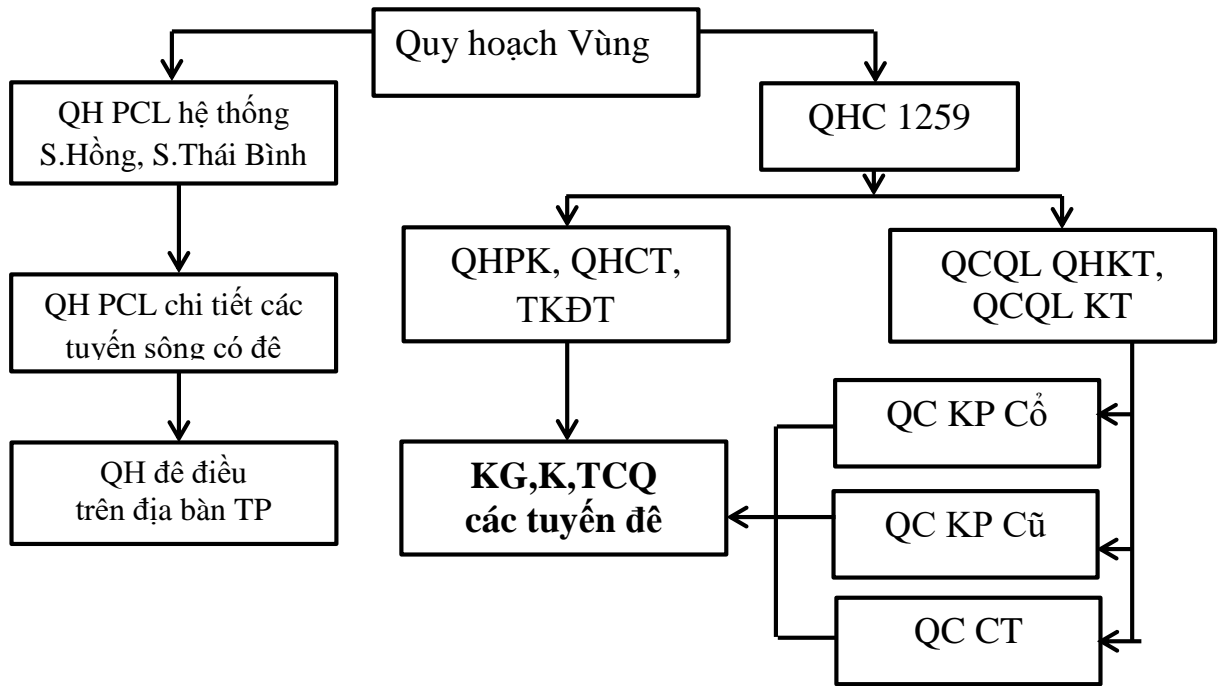 Quy hoạch Vùng
QH PCL hệ thống
S.Hồng, S.Thái Bình
QHC 1259
QHPK, QHCT,
TKĐT
QCQL QHKT,
QCQL KT
QH PCL chi tiết các
tuyến sông có đê
QC KP Cổ
QH đê điều
trên địa bàn TP
KG,K,TCQ
các tuyến đê
QC KP Cũ
QC CT